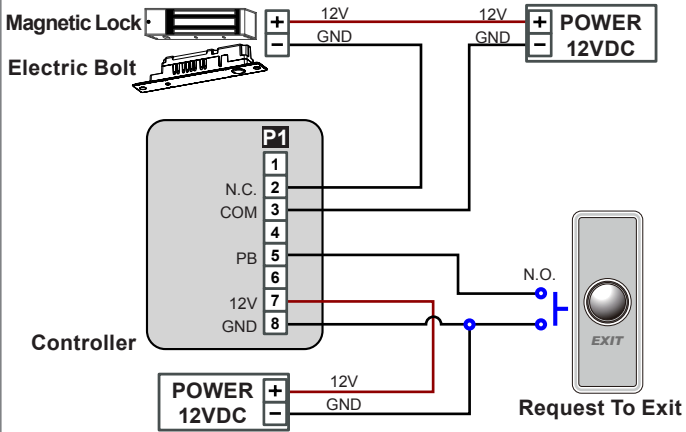 Magnetic Lock
+ 12V 12V + POWER
− GND GND − 12VDC
Electric Bolt
P1
1
N.C. 2
COM 3
4
PB 5
6
N.O.
12V 7
GND 8
EXIT
Controller
POWER + 12V
12VDC − GND
Request To Exit